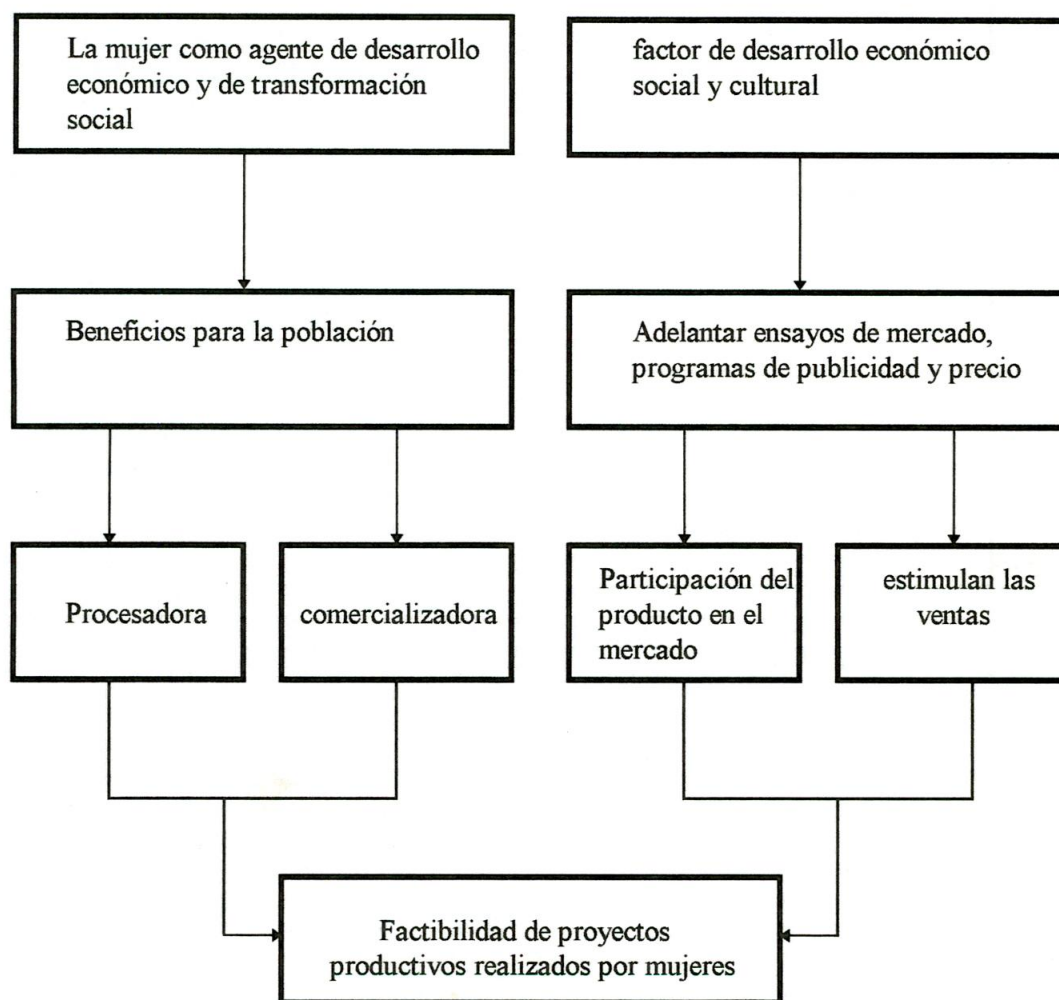 La mujer como agente de desarrollo
económico y de transformación
social
factor de desarrollo económico
social y cultural
Beneficios para la población
Adelantar ensayos de mercado,
programas de publicidad y precio
Procesadora
comercializadora
Participación del
producto en el
mercado
estimulan las
ventas
Factibilidad de proyectos
productivos realizados por mujeres